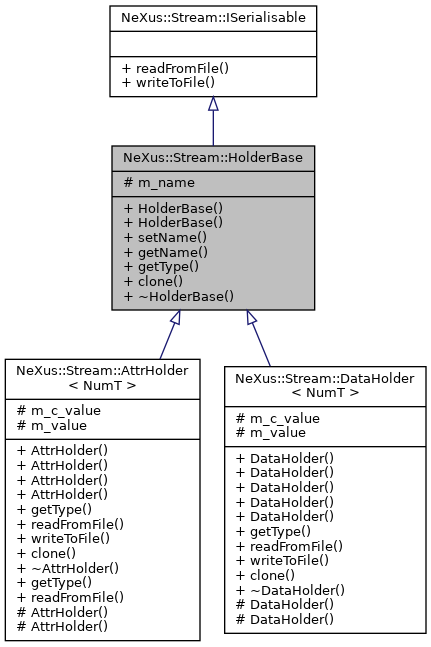 NeXus::Stream::ISerialisable
+ readFromFile()
+ writeToFile()
NeXus::Stream::HolderBase
# m_name
+ HolderBase()
+ HolderBase()
+ setName()
+ getName()
+ getType()
+ clone()
+ ~HolderBase()
NeXus::Stream::AttrHolder
< NumT >
# m_c_value
# m_value
+ AttrHolder()
+ AttrHolder()
+ AttrHolder()
+ AttrHolder()
+ getType()
+ readFromFile()
+ writeToFile()
+ clone()
+ ~AttrHolder()
+ getType()
+ readFromFile()
# AttrHolder()
# AttrHolder()
NeXus::Stream::DataHolder
< NumT >
# m_c_value
# m_value
+ DataHolder()
+ DataHolder()
+ DataHolder()
+ DataHolder()
+ DataHolder()
+ getType()
+ readFromFile()
+ writeToFile()
+ clone()
+ ~DataHolder()
# DataHolder()
# DataHolder()